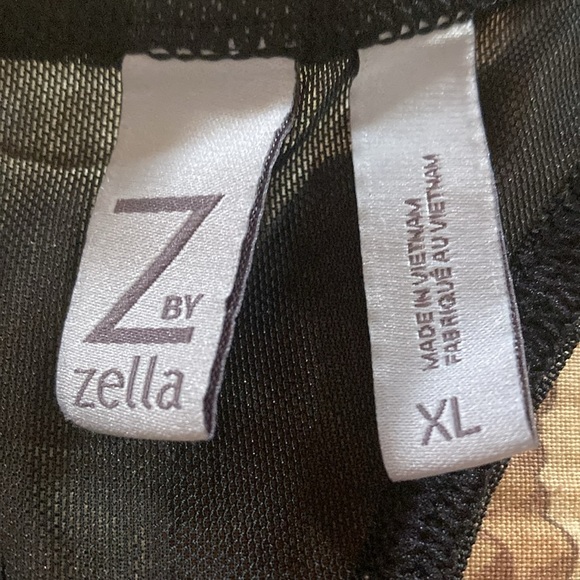 Z BY
zella
MADE IN VIETNAM
FABRIQUÉ AU VIETNAM
XL